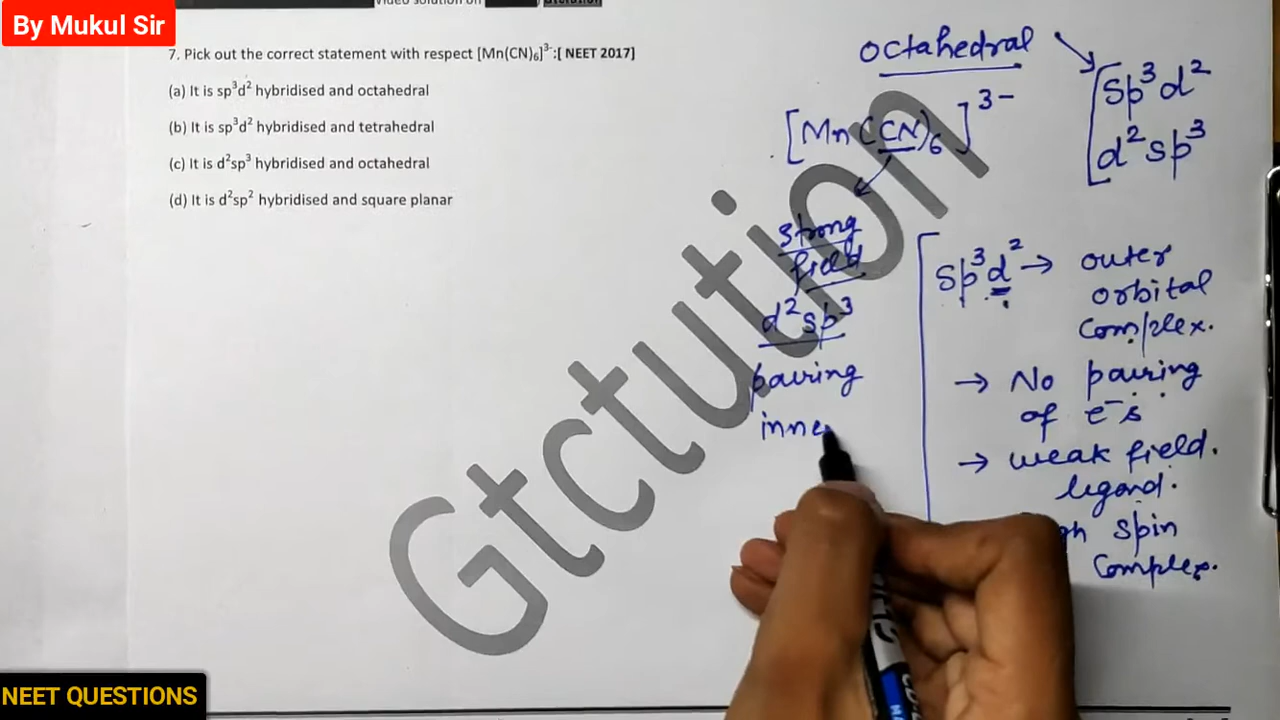 By Mukul Sir
7. Pick out the correct statement with respect [Mn(CN)₆]³⁻:[ NEET 2017]
(a) It is sp³d² hybridised and octahedral
(b) It is sp³d² hybridised and tetrahedral
(c) It is d²sp³ hybridised and octahedral
(d) It is d²sp² hybridised and square planar
octahedral
sp³d²
d²sp³
[Mn(CN)₆]³⁻
strong
field
d²sp³
pairing
inne
sp³d² → outer
orbital
complex.
→ No pairing
of e⁻s
→ weak field.
ligand.
spin
complex.
Gtctution
NEET QUESTIONS